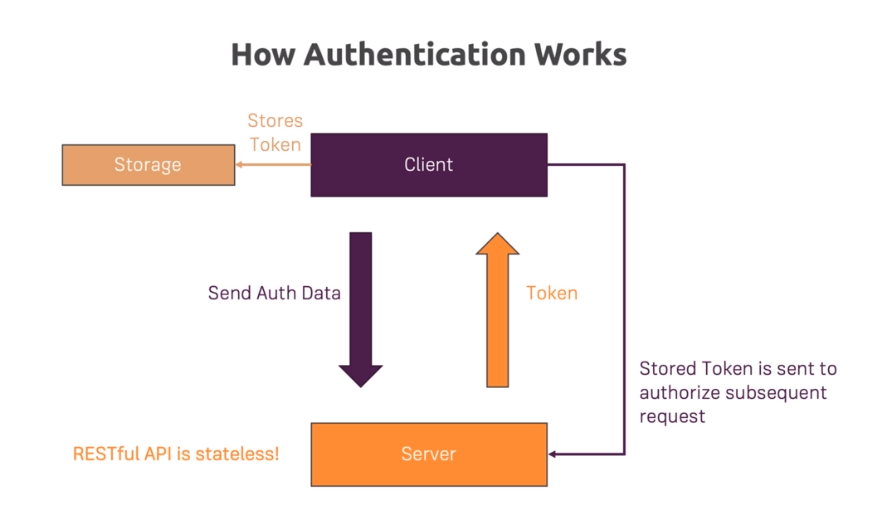 How Authentication Works
Stores
Token
Storage
Client
Send Auth Data
Token
Stored Token is sent to
authorize subsequent
request
RESTful API is stateless!
Server